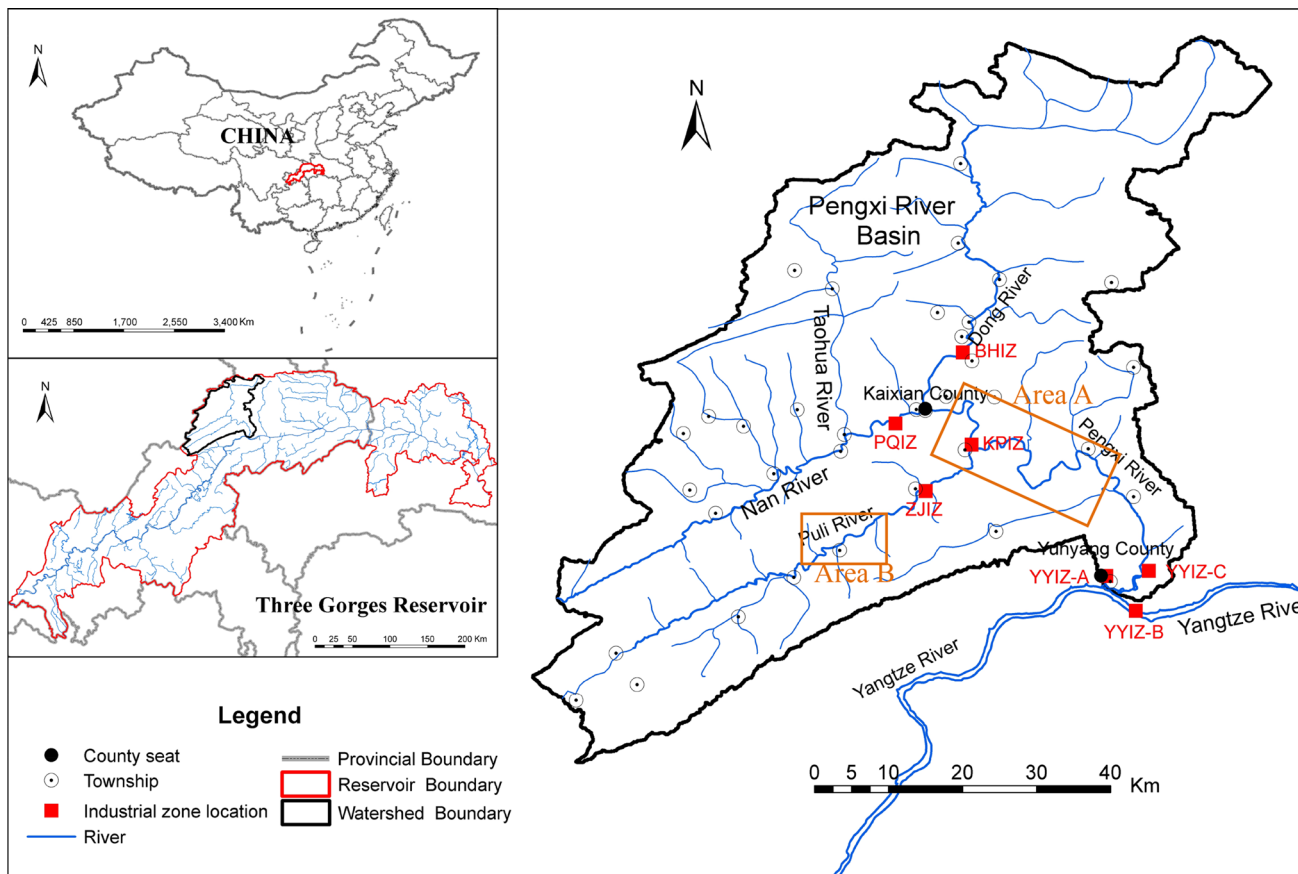 N
CHINA
0 425 850 1,700 2,550 3,400 Km
N
Three Gorges Reservoir
0 25 50 100 150 200 Km
Legend
County seat
Township
Industrial zone location
River
Provincial Boundary
Reservoir Boundary
Watershed Boundary
N
Pengxi River
Basin
Taohua River
Dong River
BHIZ
Kaixian County
Area A
PQIZ
KPIZ
Pengxi River
Nan River
ZJIZ
Puli River
Area B
Yunyang County
YYIZ-A
YYIZ-C
YYIZ-B
Yangtze Rive
Yangtze River
0 10 20 30 40
Km